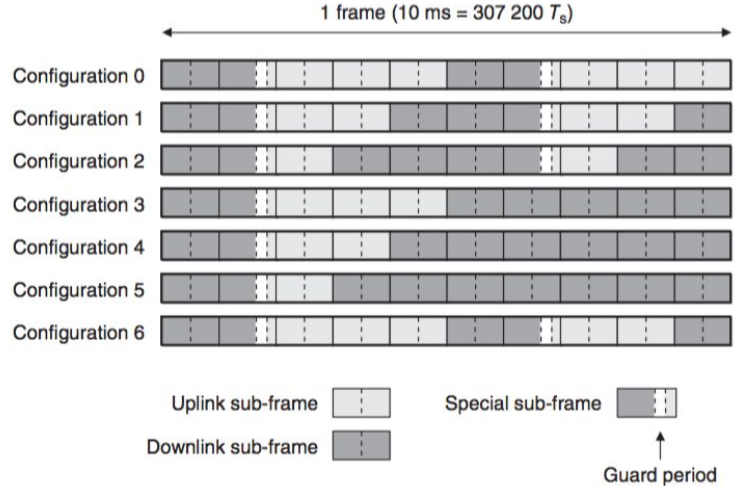 1 frame (10 ms = 307 200 Ts)
Configuration 0
Configuration 1
Configuration 2
Configuration 3
Configuration 4
Configuration 5
Configuration 6
Uplink sub-frame
Special sub-frame
Downlink sub-frame
Guard period